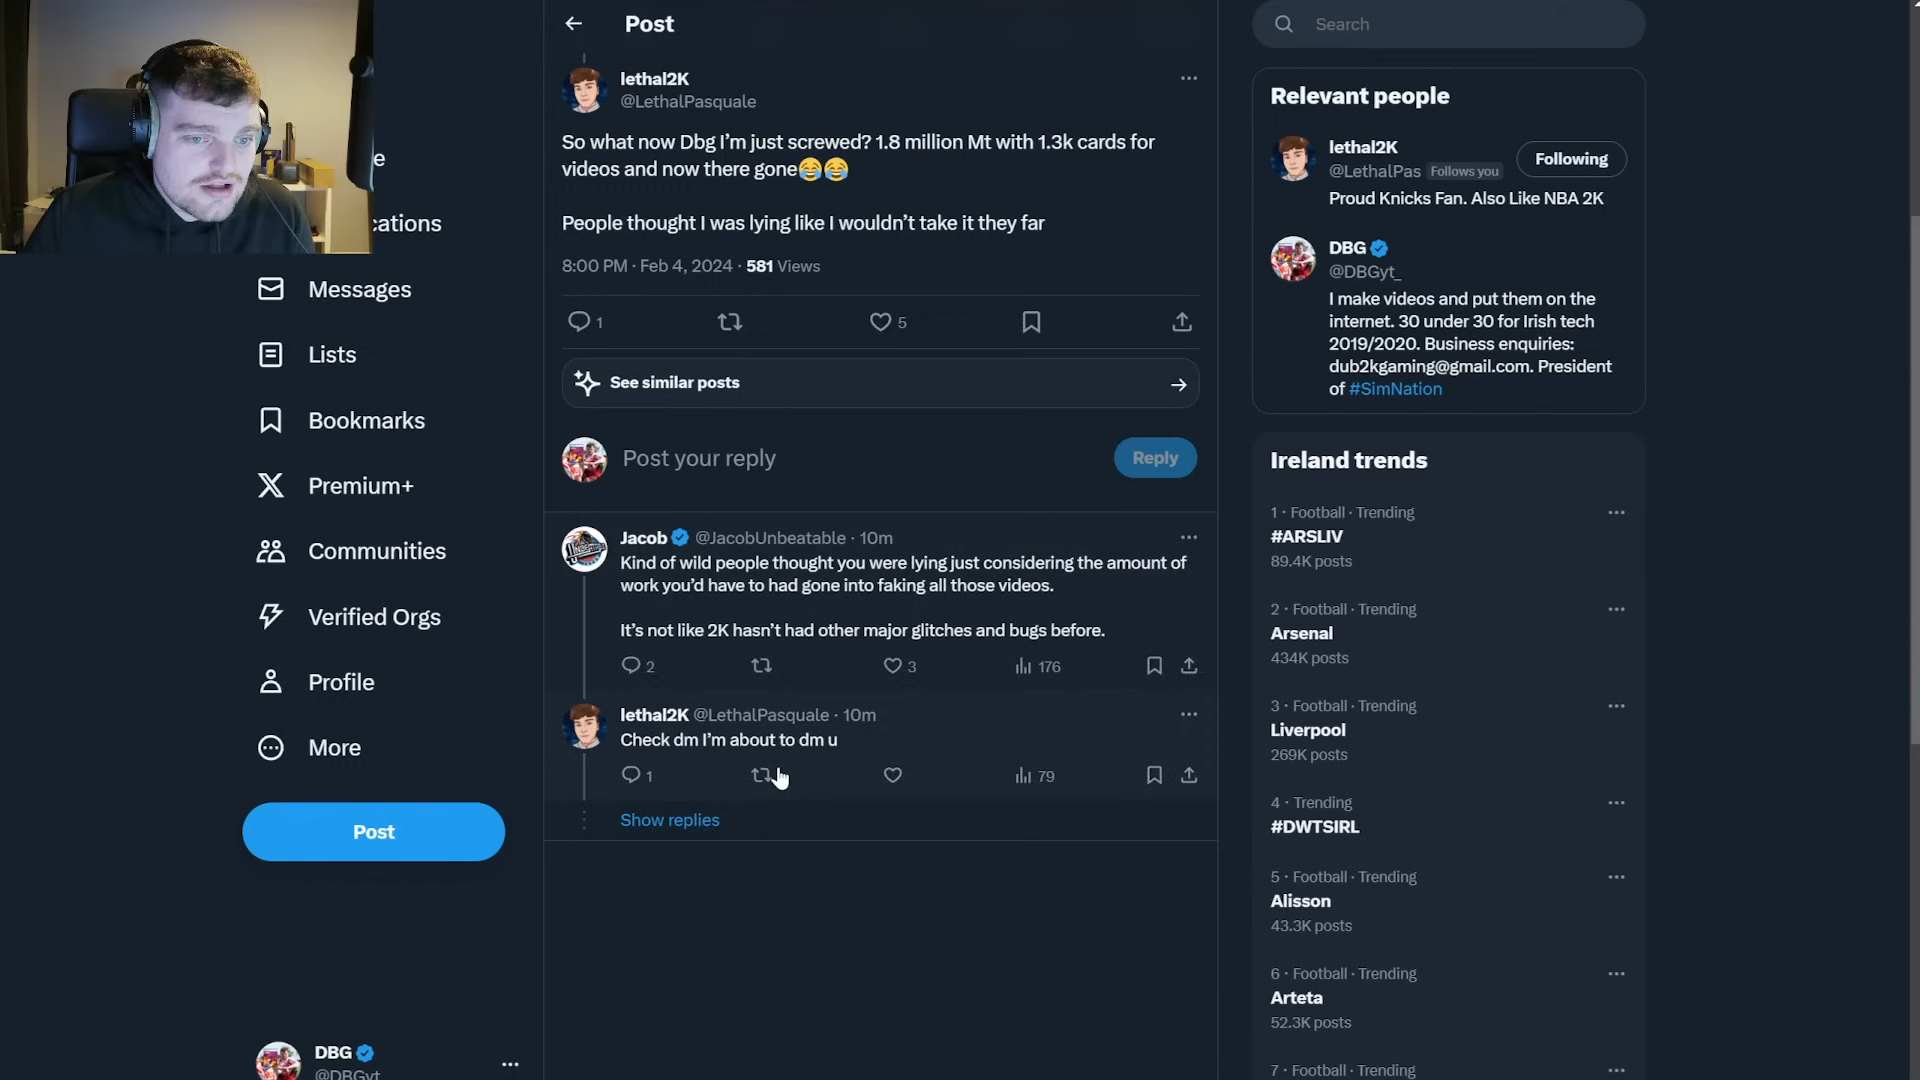 Post
lethal2K
@LethalPasquale
So what now Dbg I'm just screwed? 1.8 million Mt with 1.3k cards for
videos and now there gone😂😂
People thought I was lying like I wouldn't take it they far
8:00 PM · Feb 4, 2024 · 581 Views
1
5
See similar posts
Post your reply
Reply
Jacob @JacobUnbeatable · 10m
Kind of wild people thought you were lying just considering the amount of
work you'd have to had gone into faking all those videos.
It's not like 2K hasn't had other major glitches and bugs before.
2
3
176
lethal2K @LethalPasquale · 10m
Check dm I'm about to dm u
1
79
Show replies
e
cations
Messages
Lists
Bookmarks
Premium+
Communities
Verified Orgs
Profile
More
Post
DBG
@DBGyt
Search
Relevant people
lethal2K
@LethalPas Follows you
Following
Proud Knicks Fan. Also Like NBA 2K
DBG
@DBGyt_
I make videos and put them on the
internet. 30 under 30 for Irish tech
2019/2020. Business enquiries:
dub2kgaming@gmail.com. President
of #SimNation
Ireland trends
1 · Football · Trending
#ARSLIV
89.4K posts
2 · Football · Trending
Arsenal
434K posts
3 · Football · Trending
Liverpool
269K posts
4 · Trending
#DWTSIRL
5 · Football · Trending
Alisson
43.3K posts
6 · Football · Trending
Arteta
52.3K posts
7 · Football · Trending